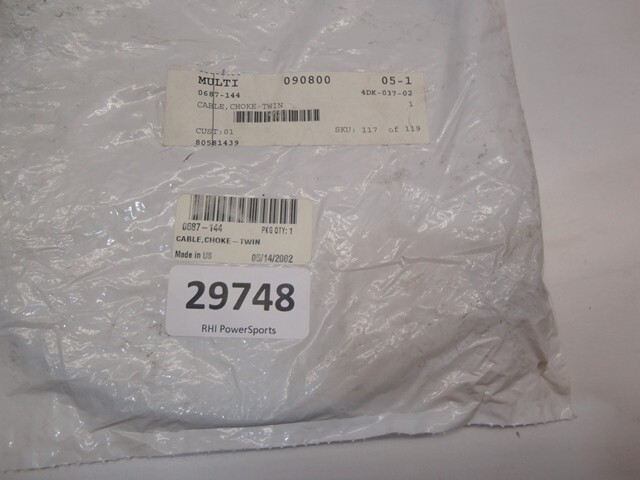 MULTI 090800 05-1
0687-144 4DK-037-02
CABLE,CHOKE-TWIN 1
CUST:01 SKU: 117 of 119
80581439
0687-144 PKG QTY: 1
CABLE,CHOKE-TWIN
Made in US 05/14/2002
29748
RHI PowerSports